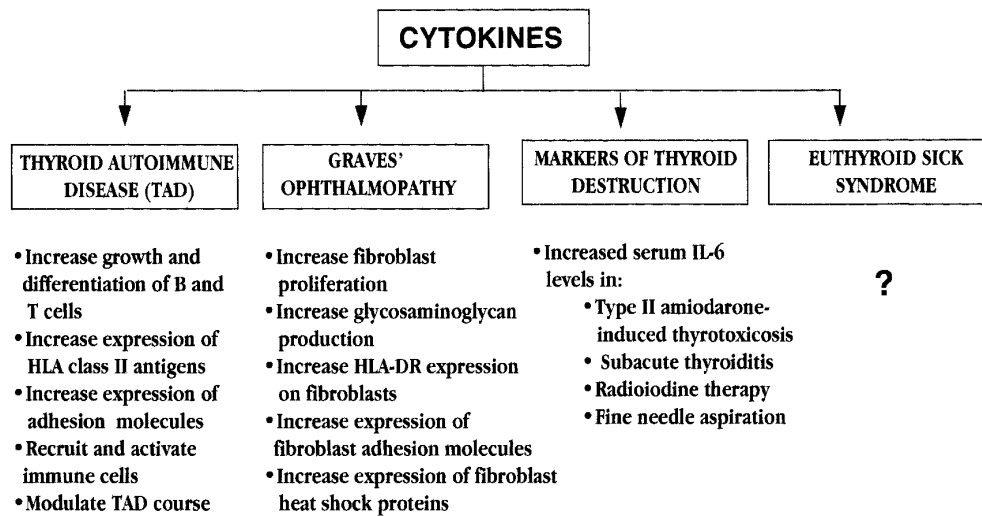 CYTOKINES
THYROID AUTOIMMUNE
DISEASE (TAD)
• Increase growth and
differentiation of B and
T cells
• Increase expression of
HLA class II antigens
• Increase expression of
adhesion molecules
• Recruit and activate
immune cells
• Modulate TAD course
GRAVES'
OPHTHALMOPATHY
• Increase fibroblast
proliferation
• Increase glycosaminoglycan
production
• Increase HLA-DR expression
on fibroblasts
• Increase expression of
fibroblast adhesion molecules
• Increase expression of fibroblast
heat shock proteins
MARKERS OF THYROID
DESTRUCTION
• Increased serum IL-6
levels in:
• Type II amiodarone-
induced thyrotoxicosis
• Subacute thyroiditis
• Radioiodine therapy
• Fine needle aspiration
EUTHYROID SICK
SYNDROME
?